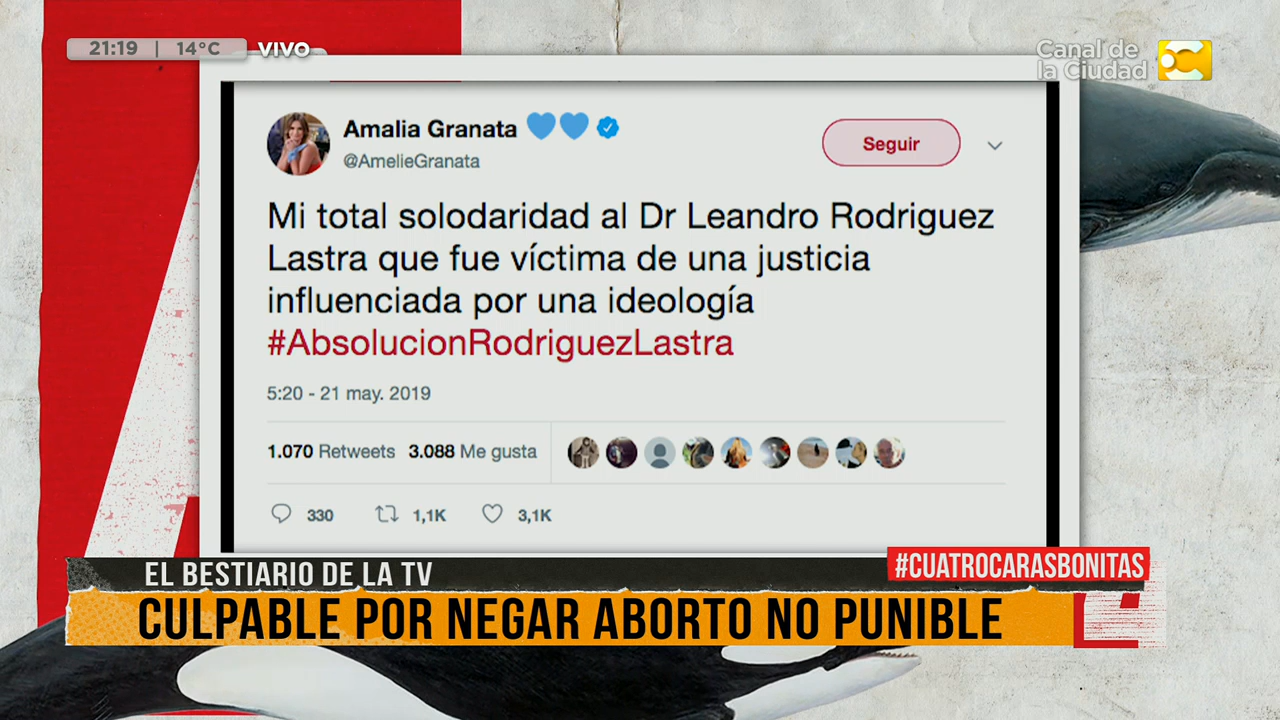 21:19 | 14°C VIVO
Canal de
la Ciudad
Amalia Granata
@AmelieGranata
Seguir
Mi total solodaridad al Dr Leandro Rodriguez
Lastra que fue víctima de una justicia
influenciada por una ideología
#AbsolucionRodriguezLastra
5:20 - 21 may. 2019
1.070 Retweets 3.088 Me gusta
330 1,1K 3,1K
EL BESTIARIO DE LA TV
#CUATROCARASBONITAS
CULPABLE POR NEGAR ABORTO NO PUNIBLE